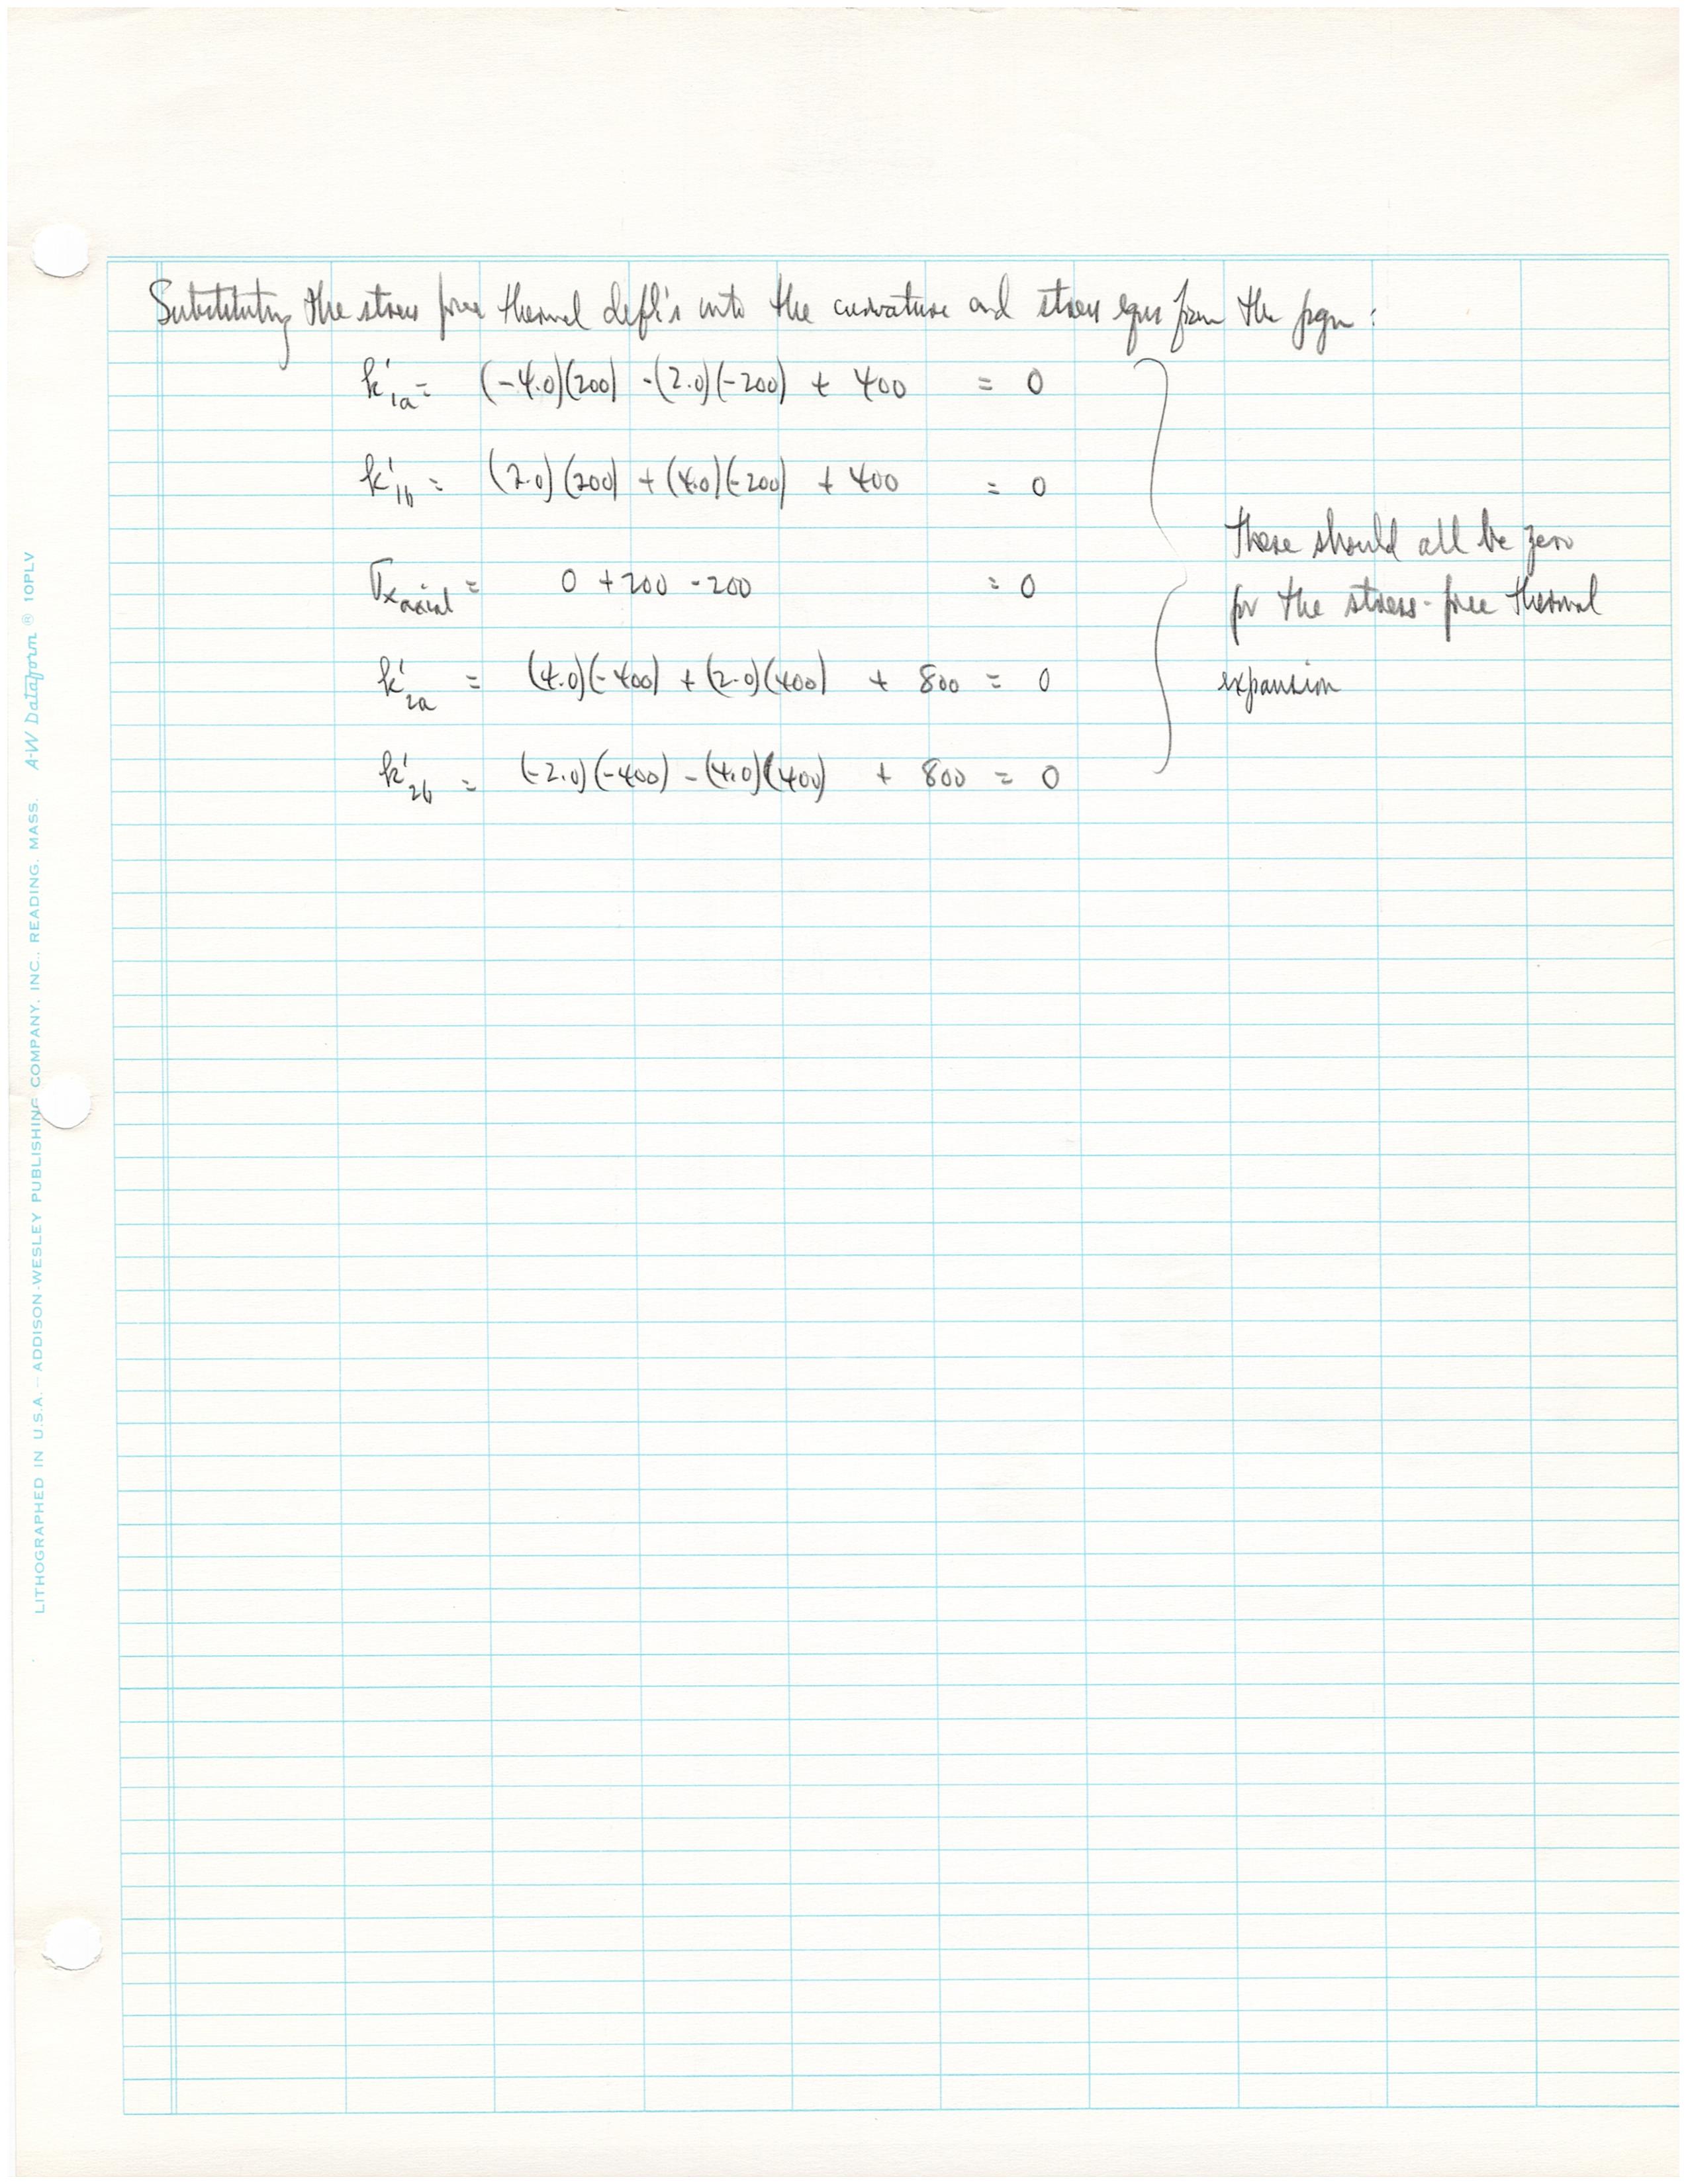 Substituting the stress free thermal defl's into the curvature and stress eqns from the pgm :
k'1a = (-4.0)(200) - (2.0)(-200) + 400 = 0
k'1b = (2.0)(200) + (4.0)(-200) + 400 = 0
σx axial = 0 + 200 - 200 = 0
k'2a = (4.0)(-400) + (2.0)(400) + 800 = 0
k'2b = (-2.0)(-400) - (4.0)(400) + 800 = 0
These should all be zero
for the stress-free thermal
expansion
LITHOGRAPHED IN U.S.A. — ADDISON-WESLEY PUBLISHING COMPANY, INC., READING, MASS. A-W Dataform ® 10PLV